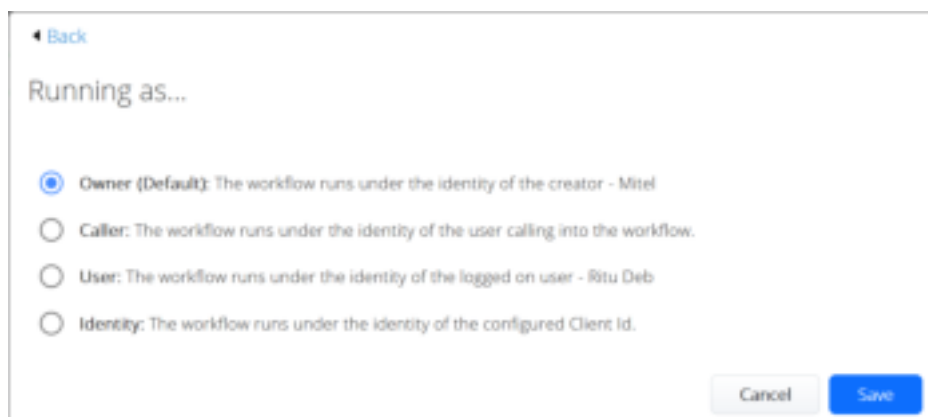 Back
Running as...
Owner (Default): The workflow runs under the identity of the creator - Mitel
Caller: The workflow runs under the identity of the user calling into the workflow.
User: The workflow runs under the identity of the logged on user - Ritu Deb
Identity: The workflow runs under the identity of the configured Client Id.
Cancel Save